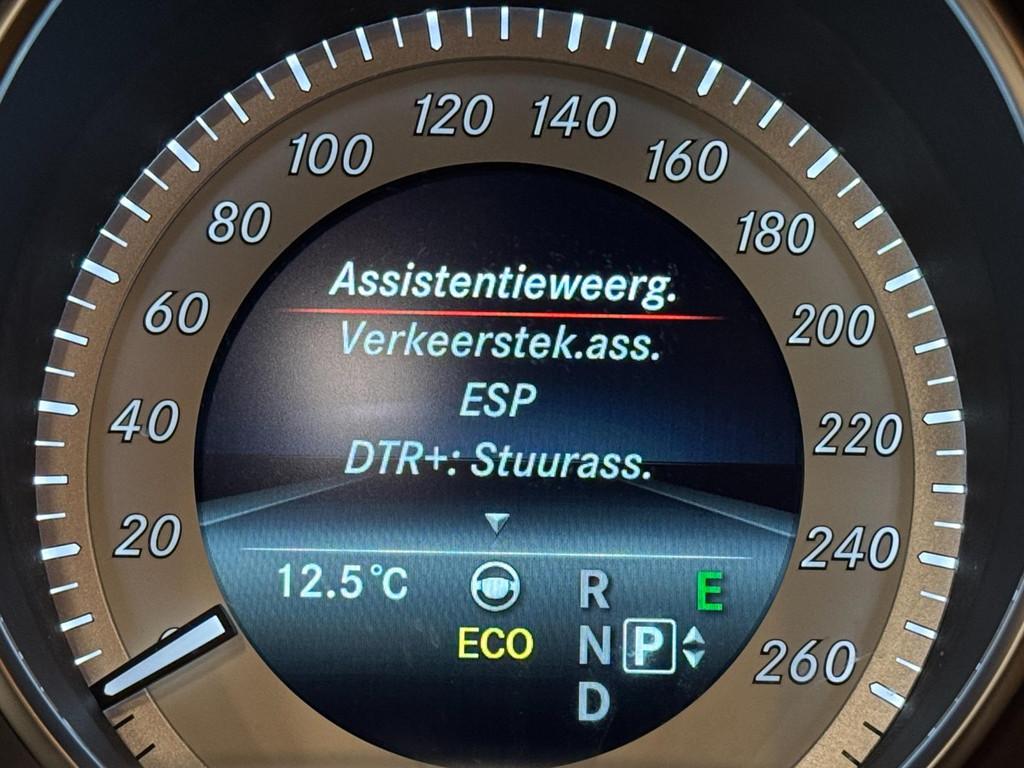 120 140
100 160
80 180
60 200
40 220
20 240
260
Assistentieweerg.
Verkeerstek.ass.
ESP
DTR+: Stuurass.
12.5°C
ECO
R E
N P
D